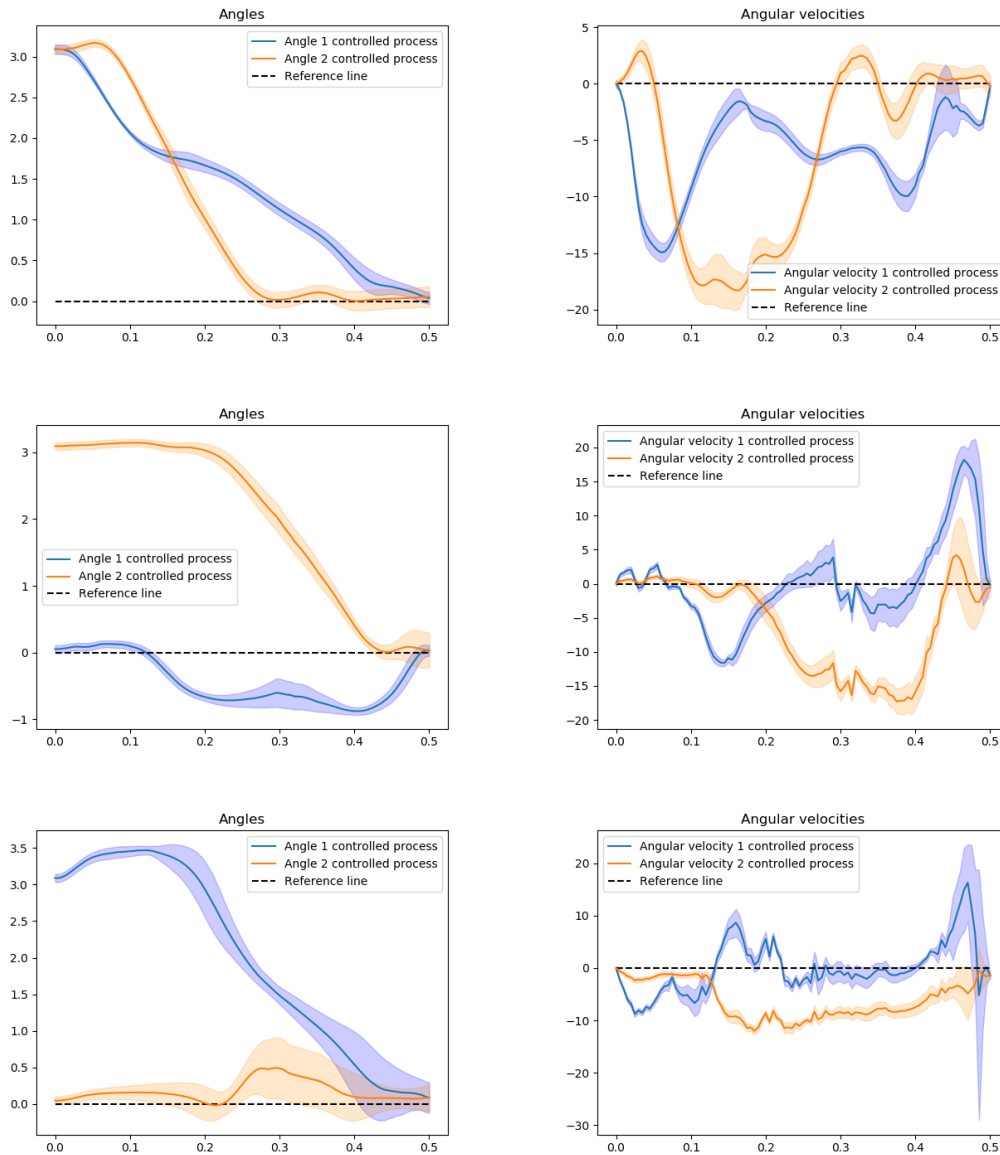 Angles
Angle 1 controlled process
Angle 2 controlled process
Reference line
3.0
2.5
2.0
1.5
1.0
0.5
0.0
0.0 0.1 0.2 0.3 0.4 0.5
Angular velocities
5
0
−5
−10
−15
−20
Angular velocity 1 controlled process
Angular velocity 2 controlled process
Reference line
0.0 0.1 0.2 0.3 0.4 0.5
Angles
3
2
1
0
−1
Angle 1 controlled process
Angle 2 controlled process
Reference line
0.0 0.1 0.2 0.3 0.4 0.5
Angular velocities
Angular velocity 1 controlled process
Angular velocity 2 controlled process
Reference line
20
15
10
5
0
−5
−10
−15
−20
0.0 0.1 0.2 0.3 0.4 0.5
Angles
Angle 1 controlled process
Angle 2 controlled process
Reference line
3.5
3.0
2.5
2.0
1.5
1.0
0.5
0.0
0.0 0.1 0.2 0.3 0.4 0.5
Angular velocities
Angular velocity 1 controlled process
Angular velocity 2 controlled process
Reference line
20
10
0
−10
−20
−30
0.0 0.1 0.2 0.3 0.4 0.5